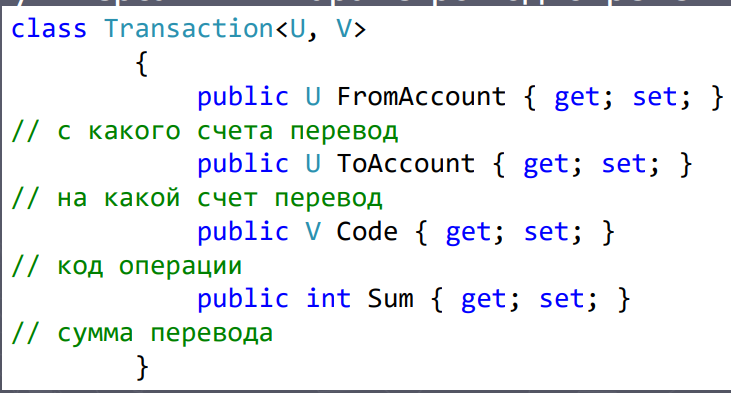 class Transaction<U, V>
{
public U FromAccount { get; set; }
// с какого счета перевод
public U ToAccount { get; set; }
// на какой счет перевод
public V Code { get; set; }
// код операции
public int Sum { get; set; }
// сумма перевода
}